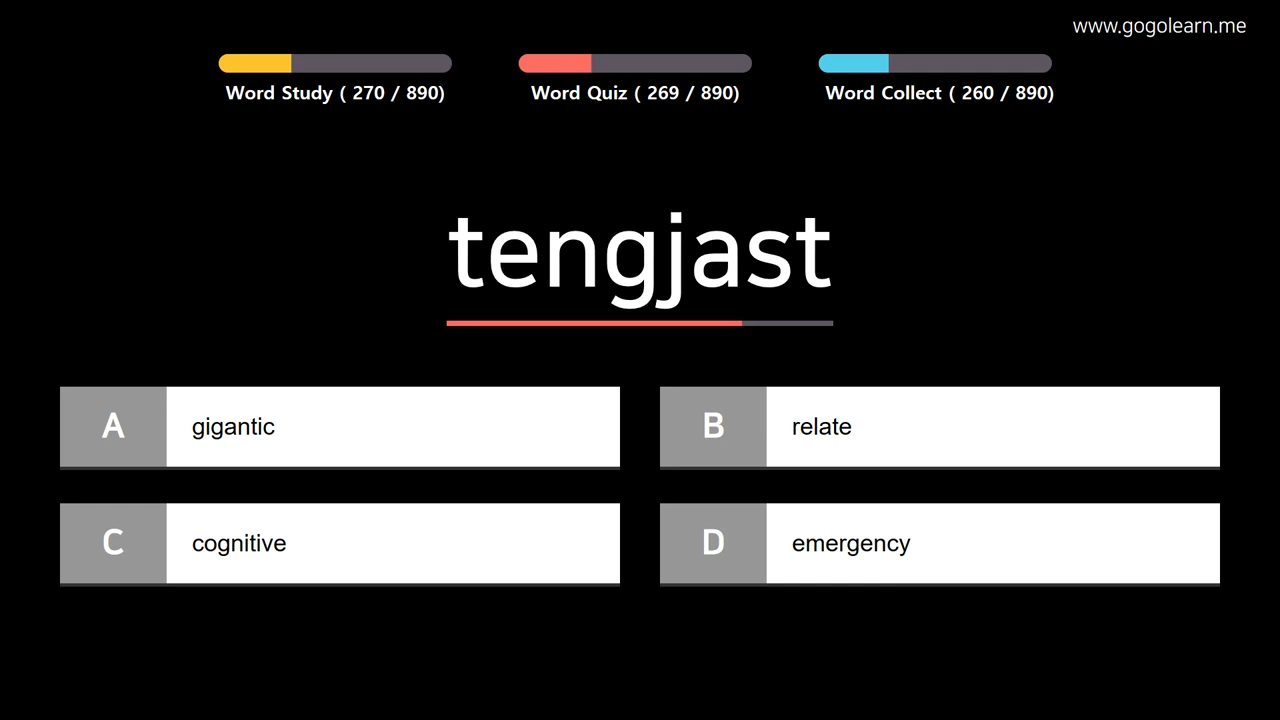 www.gogolearn.me
Word Study ( 270 / 890)
Word Quiz ( 269 / 890)
Word Collect ( 260 / 890)
tengjast
A gigantic
B relate
C cognitive
D emergency